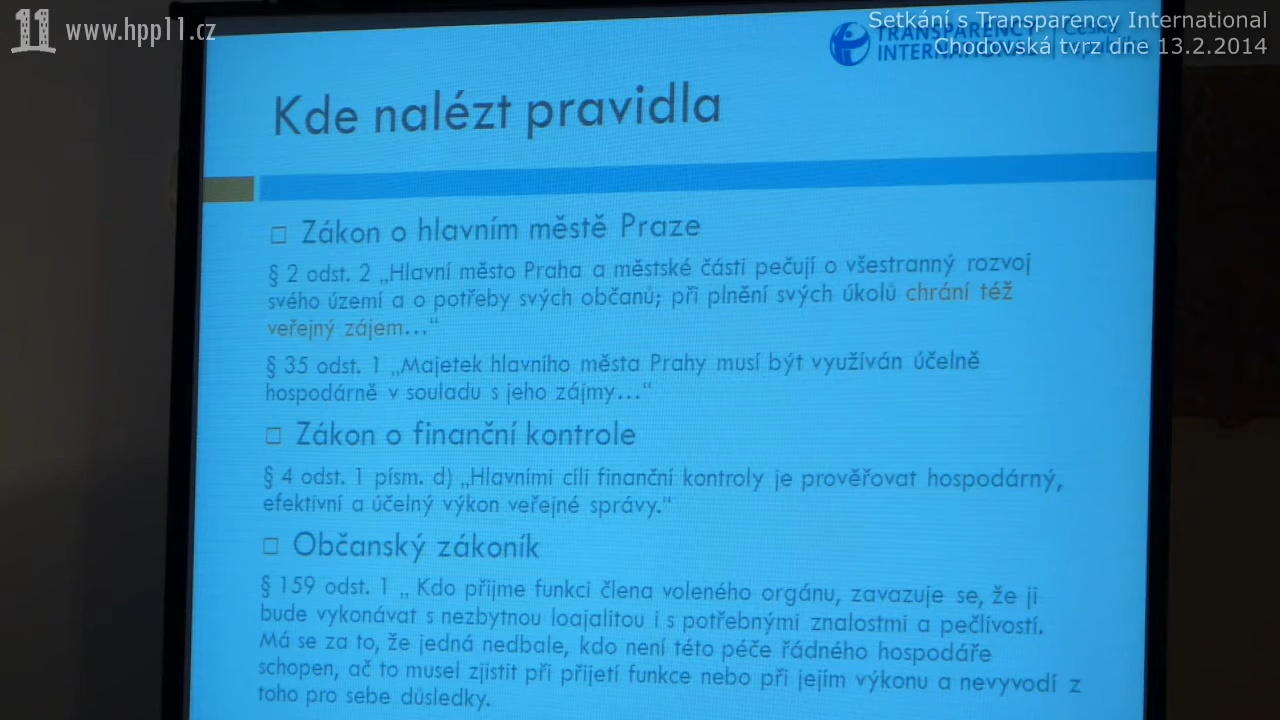 11 www.hpp11.cz
Setkání s Transparency International
Chodovská tvrz dne 13.2.2014
TRANSPARENCY
INTERNATIONAL
Kde nalézt pravidla
Zákon o hlavním městě Praze
§ 2 odst. 2 „Hlavní město Praha a městské části pečují o všestranný rozvoj
svého území a o potřeby svých občanů; při plnění svých úkolů chrání též
veřejný zájem…“
§ 35 odst. 1 „Majetek hlavního města Prahy musí být využíván účelně
hospodárně v souladu s jeho zájmy…“
Zákon o finanční kontrole
§ 4 odst. 1 písm. d) „Hlavními cíli finanční kontroly je prověřovat hospodárný,
efektivní a účelný výkon veřejné správy.“
Občanský zákoník
§ 159 odst. 1 „ Kdo přijme funkci člena voleného orgánu, zavazuje se, že ji
bude vykonávat s nezbytnou loajalitou i s potřebnými znalostmi a pečlivostí.
Má se za to, že jedná nedbale, kdo není této péče řádného hospodáře
schopen, ač to musel zjistit při přijetí funkce nebo při jejím výkonu a nevyvodí z
toho pro sebe důsledky.